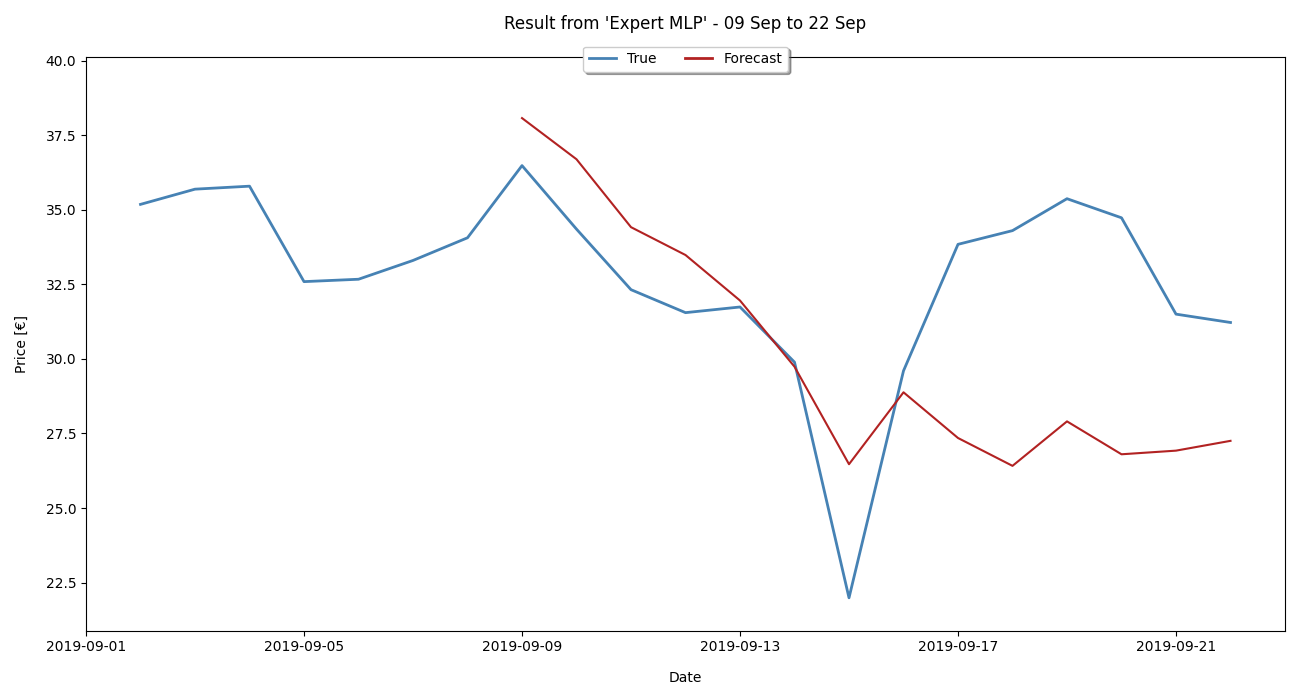 Result from 'Expert MLP' - 09 Sep to 22 Sep
True Forecast
40.0
37.5
35.0
32.5
30.0
27.5
25.0
22.5
Price [€]
2019-09-01 2019-09-05 2019-09-09 2019-09-13 2019-09-17 2019-09-21
Date